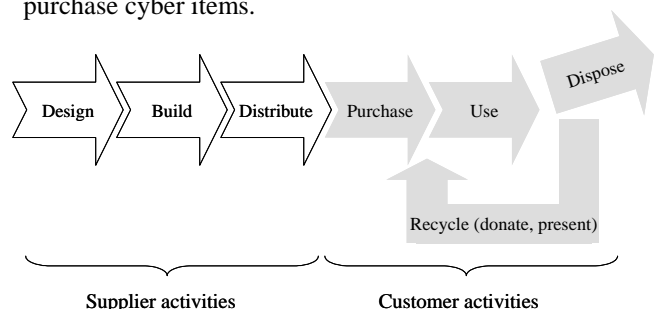 purchase cyber items.
Dispose
Design Build Distribute Purchase Use
Recycle (donate, present)
Supplier activities Customer activities